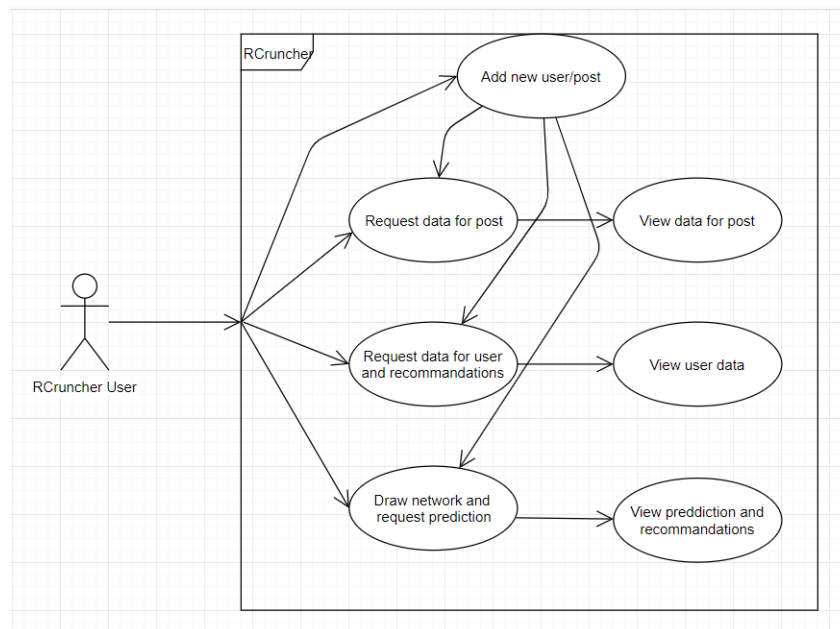 RCruncher
Add new user/post
Request data for post
View data for post
Request data for user
and recommandations
View user data
RCruncher User
Draw network and
request prediction
View preddiction and
recommandations